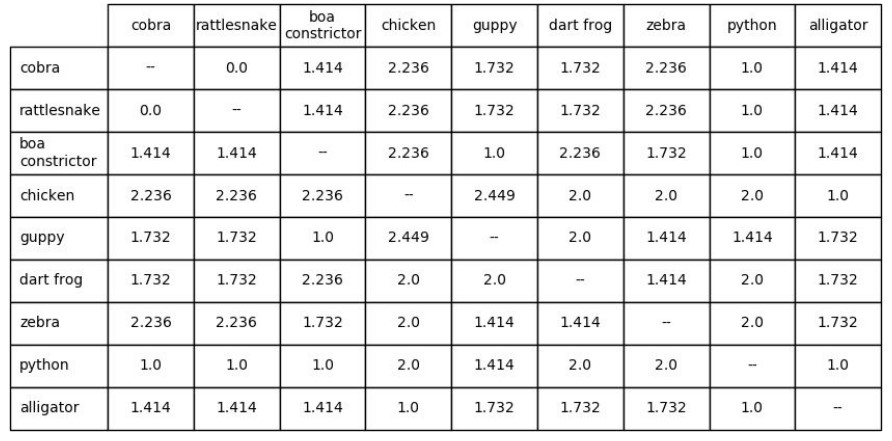 cobra rattlesnake boa constrictor chicken guppy dart frog zebra python alligator
cobra -- 0.0 1.414 2.236 1.732 1.732 2.236 1.0 1.414
rattlesnake 0.0 -- 1.414 2.236 1.732 1.732 2.236 1.0 1.414
boa constrictor 1.414 1.414 -- 2.236 1.0 2.236 1.732 1.0 1.414
chicken 2.236 2.236 2.236 -- 2.449 2.0 2.0 2.0 1.0
guppy 1.732 1.732 1.0 2.449 -- 2.0 1.414 1.414 1.732
dart frog 1.732 1.732 2.236 2.0 2.0 -- 1.414 2.0 1.732
zebra 2.236 2.236 1.732 2.0 1.414 1.414 -- 2.0 1.732
python 1.0 1.0 1.0 2.0 1.414 2.0 2.0 -- 1.0
alligator 1.414 1.414 1.414 1.0 1.732 1.732 1.732 1.0 --